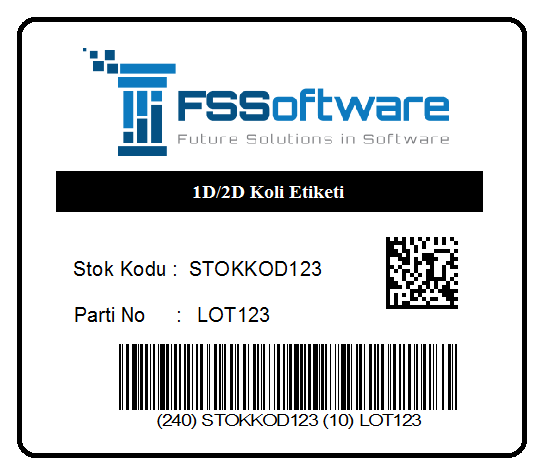 FSSoftware
Future Solutions in Software
1D/2D Koli Etiketi
Stok Kodu : STOKKOD123
Parti No : LOT123
(240) STOKKOD123 (10) LOT123